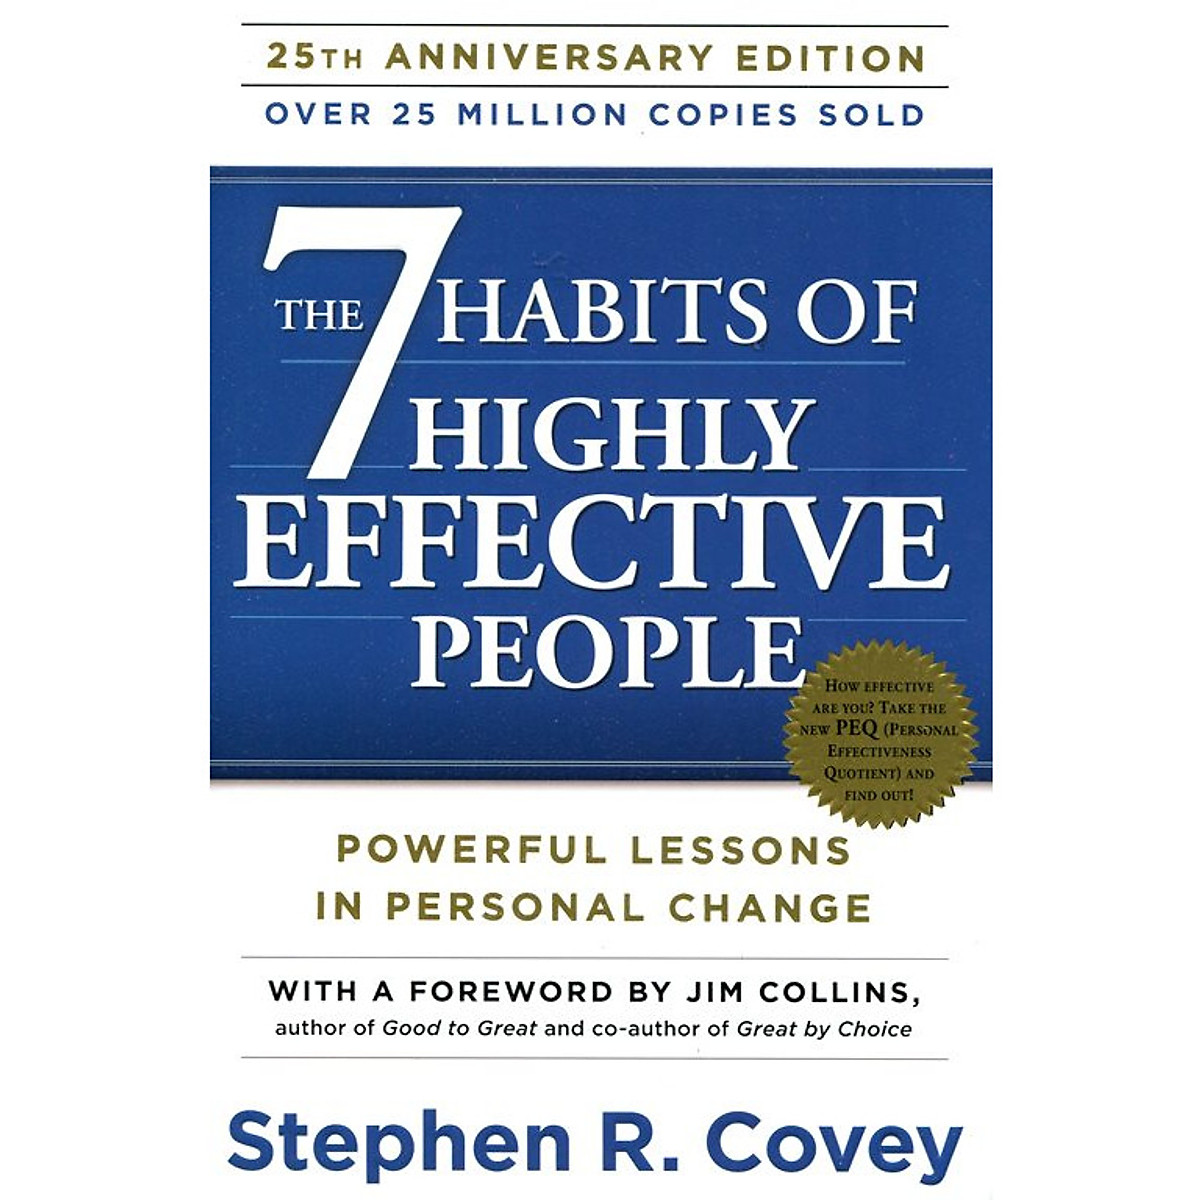 25TH ANNIVERSARY EDITION
OVER 25 MILLION COPIES SOLD
THE 7 HABITS OF
HIGHLY
EFFECTIVE
PEOPLE
HOW EFFECTIVE
ARE YOU? TAKE THE
NEW PEQ (PERSONAL
EFFECTIVENESS
QUOTIENT) AND
FIND OUT!
POWERFUL LESSONS
IN PERSONAL CHANGE
WITH A FOREWORD BY JIM COLLINS,
author of Good to Great and co-author of Great by Choice
Stephen R. Covey